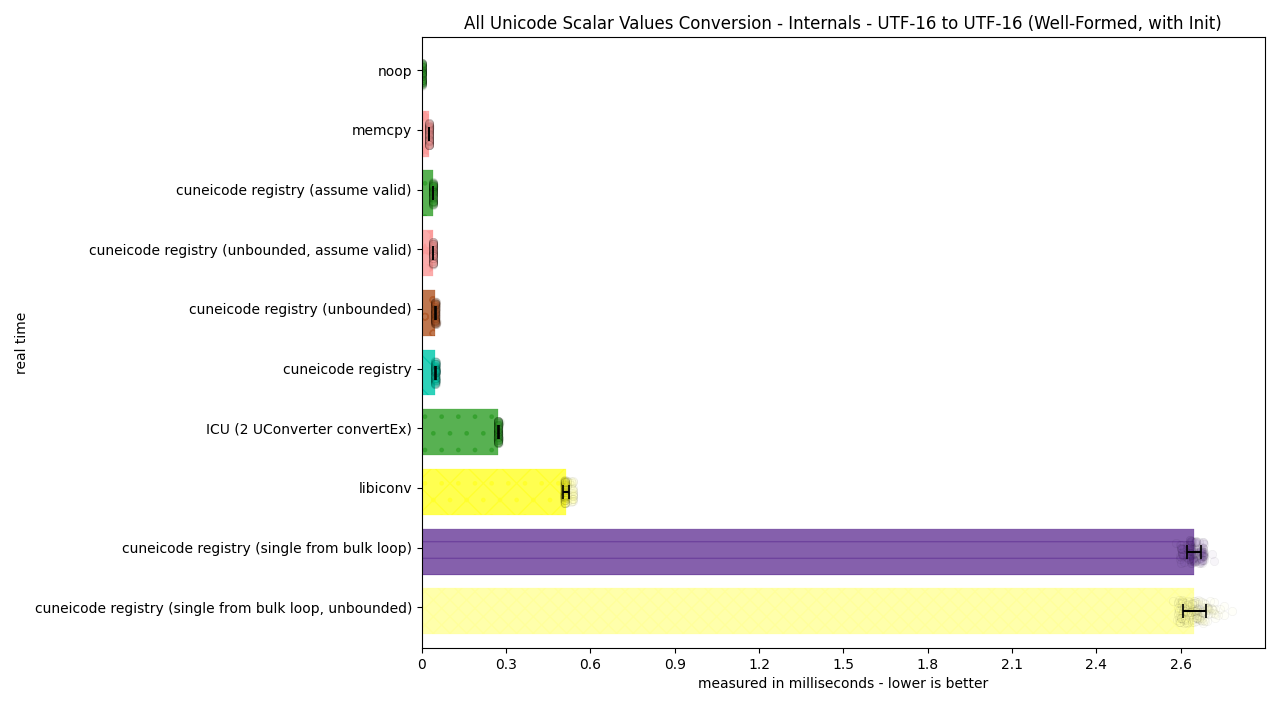 All Unicode Scalar Values Conversion - Internals - UTF-16 to UTF-16 (Well-Formed, with Init)
noop
memcpy
cuneicode registry (assume valid)
cuneicode registry (unbounded, assume valid)
cuneicode registry (unbounded)
cuneicode registry
ICU (2 UConverter convertEx)
libiconv
cuneicode registry (single from bulk loop)
cuneicode registry (single from bulk loop, unbounded)
real time
0 0.3 0.6 0.9 1.2 1.5 1.8 2.1 2.4 2.6
measured in milliseconds - lower is better